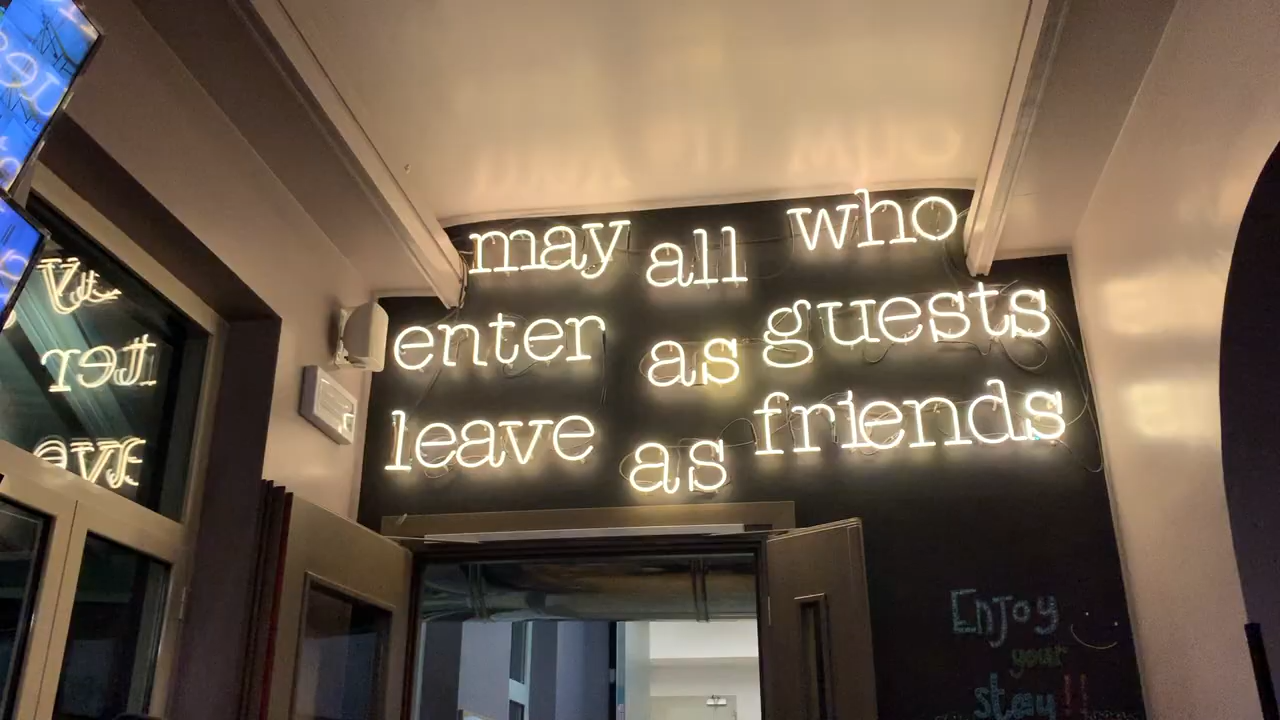 may all who
enter as guests
leave as friends
Enjoy
your
stay!!